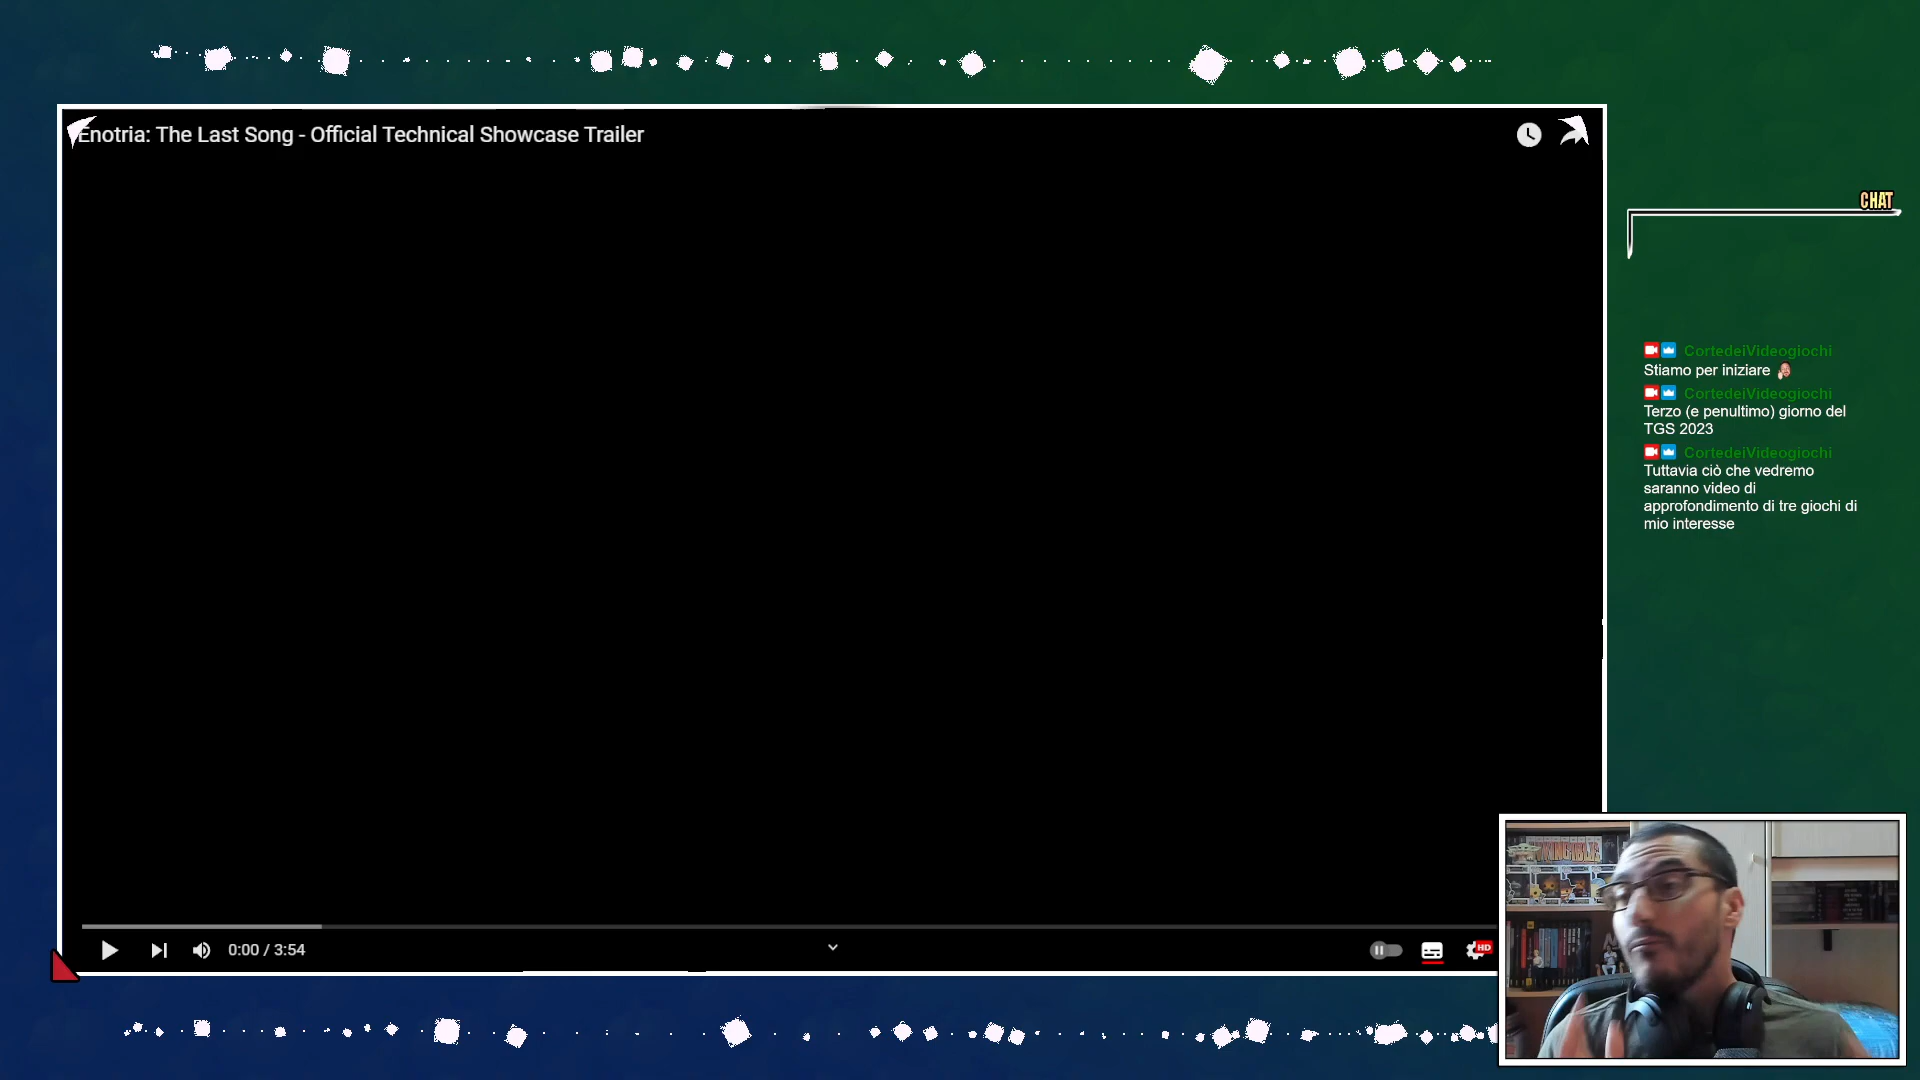 Enotria: The Last Song - Official Technical Showcase Trailer
CHAT
CortedeiVideogiochi
Stiamo per iniziare
CortedeiVideogiochi
Terzo (e penultimo) giorno del
TGS 2023
CortedeiVideogiochi
Tuttavia ciò che vedremo
saranno video di
approfondimento di tre giochi di
mio interesse
0:00 / 3:54
HD
INVINCIBLE